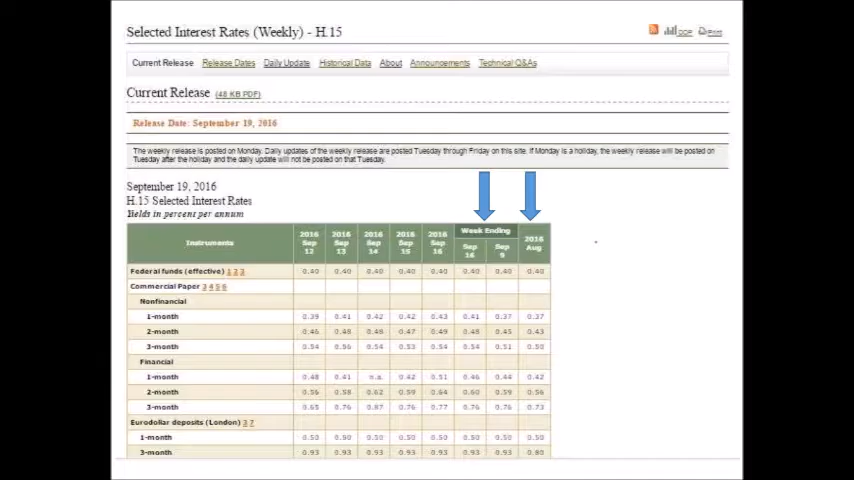 Selected Interest Rates (Weekly) - H.15
DDP Print
Current Release Release Dates Daily Update Historical Data About Announcements Technical Q&As
Current Release (48 KB PDF)
Release Date: September 19, 2016
The weekly release is posted on Monday. Daily updates of the weekly release are posted Tuesday through Friday on this site. If Monday is a holiday, the weekly release will be posted on
Tuesday after the holiday and the daily update will not be posted on that Tuesday.
September 19, 2016
H.15 Selected Interest Rates
Yields in percent per annum
Instruments 2016 Sep 12 2016 Sep 13 2016 Sep 14 2016 Sep 15 2016 Sep 16 Week Ending Sep 16 Sep 9 2016 Aug
Federal funds (effective) 1 2 3 0.40 0.40 0.40 0.40 0.40 0.40 0.40 0.40
Commercial Paper 3 4 5 6
Nonfinancial
1-month 0.39 0.41 0.42 0.42 0.43 0.41 0.37 0.37
2-month 0.46 0.48 0.48 0.47 0.49 0.48 0.45 0.43
3-month 0.54 0.56 0.54 0.53 0.54 0.54 0.51 0.50
Financial
1-month 0.48 0.41 n.a. 0.42 0.51 0.46 0.44 0.42
2-month 0.56 0.58 0.62 0.59 0.64 0.60 0.59 0.56
3-month 0.65 0.76 0.87 0.76 0.77 0.76 0.76 0.73
Eurodollar deposits (London) 3 7
1-month 0.50 0.50 0.50 0.50 0.50 0.50 0.50 0.50
3-month 0.93 0.93 0.93 0.93 0.93 0.93 0.93 0.80